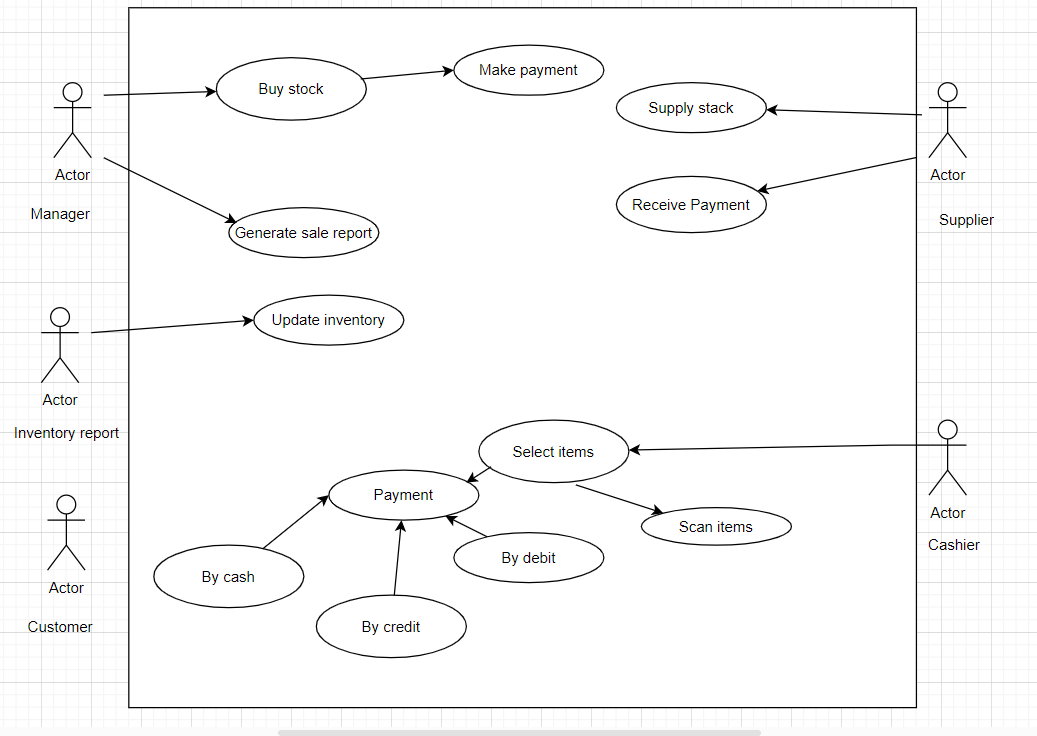 Buy stock
Make payment
Supply stack
Actor
Manager
Actor
Supplier
Receive Payment
Generate sale report
Update inventory
Actor
Inventory report
Select items
Payment
Scan items
Actor
Cashier
By debit
By cash
Actor
Customer
By credit